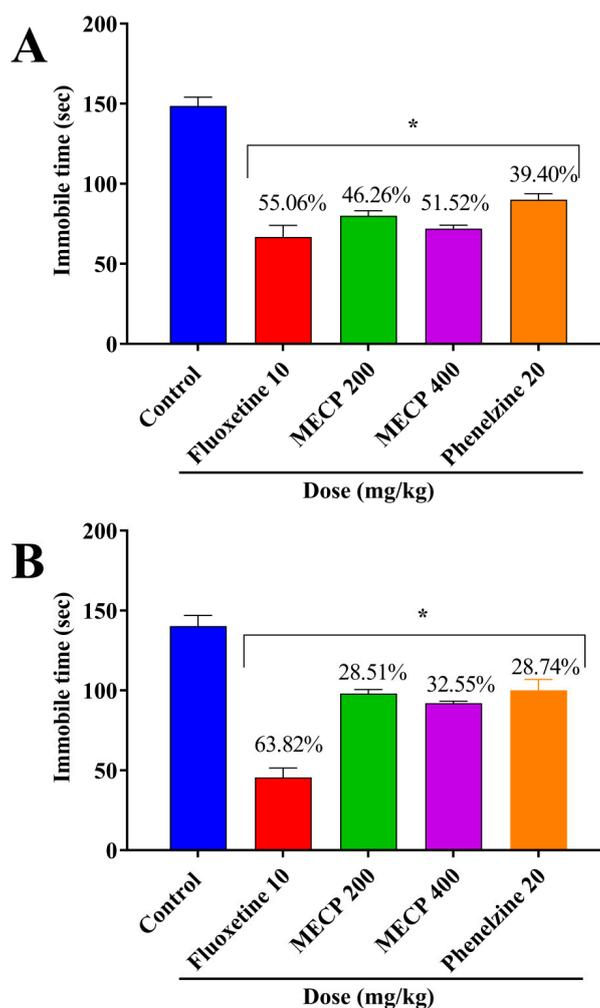 A
Immobile time (sec)
200
150
100
50
0
*
55.06%
46.26%
51.52%
39.40%
Control
Fluoxetine 10
MECP 200
MECP 400
Phenelzine 20
Dose (mg/kg)
B
Immobile time (sec)
200
150
100
50
0
*
63.82%
28.51%
32.55%
28.74%
Control
Fluoxetine 10
MECP 200
MECP 400
Phenelzine 20
Dose (mg/kg)